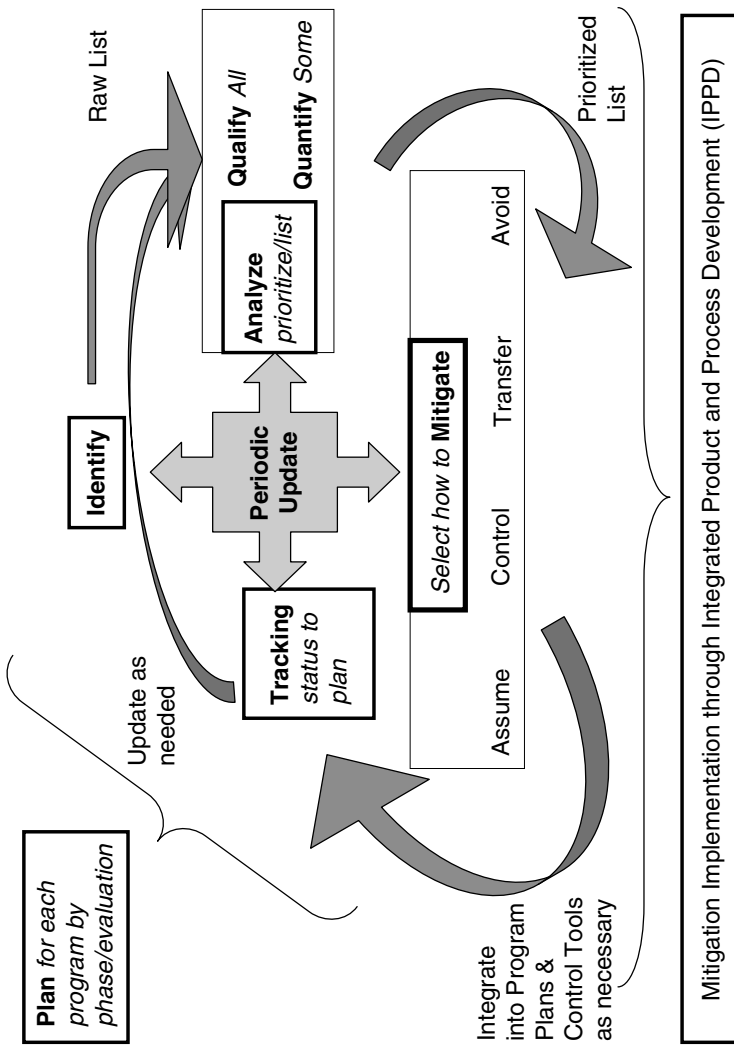 Plan for each
program by
phase/evaluation
Update as
needed
Identify
Raw List
Tracking
status to
plan
Periodic
Update
Analyze
prioritize/list
Qualify All
Quantify Some
Select how to Mitigate
Assume
Control
Transfer
Avoid
Prioritized
List
Integrate
into Program
Plans &
Control Tools
as necessary
Mitigation Implementation through Integrated Product and Process Development (IPPD)